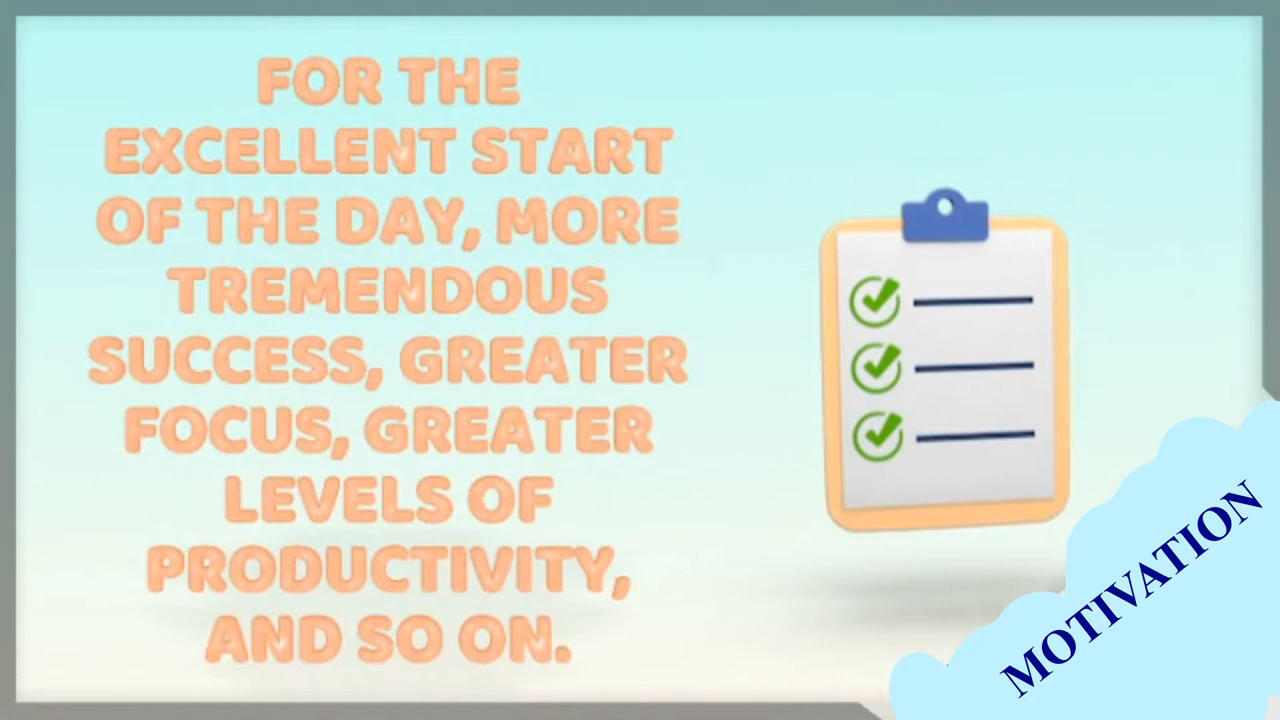 FOR THE
EXCELLENT START
OF THE DAY, MORE
TREMENDOUS
SUCCESS, GREATER
FOCUS, GREATER
LEVELS OF
PRODUCTIVITY,
AND SO ON.
MOTIVATION